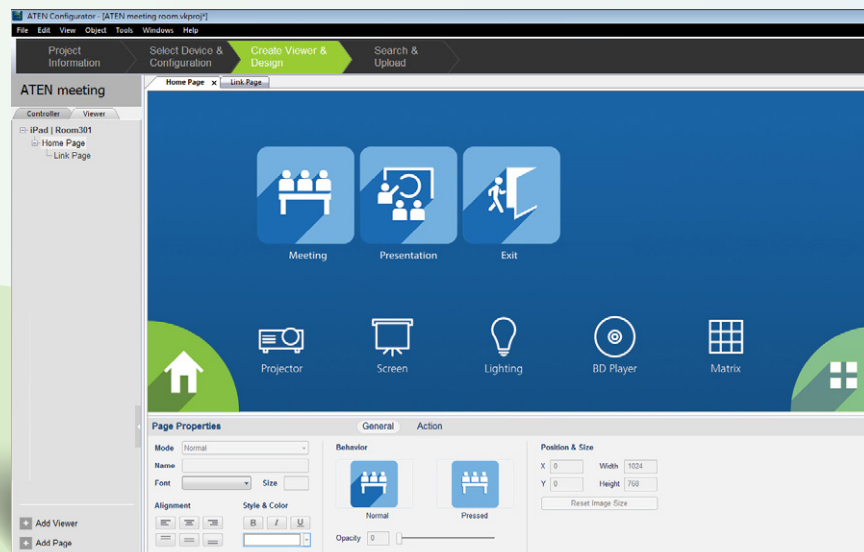 ATEN Configurator - [ATEN meeting room.vkproj*]
File Edit View Object Tools Windows Help
Project Information
Select Device & Configuration
Create Viewer & Design
Search & Upload
ATEN meeting
Controller Viewer
iPad | Room301
Home Page
Link Page
Home Page x Link Page
Meeting Presentation Exit
Projector Screen Lighting BD Player Matrix
Add Viewer
Add Page
Page Properties General Action
Mode Normal
Name
Font Size
Alignment Style & Color
B I U
Behavior
Normal Pressed
Opacity 0
Position & Size
X 0 Width 1024
Y 0 Height 768
Reset Image Size